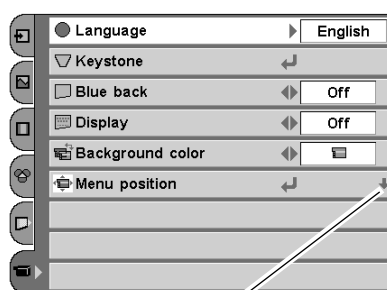 Language English
Keystone
Blue back Off
Display Off
Background color
Menu position